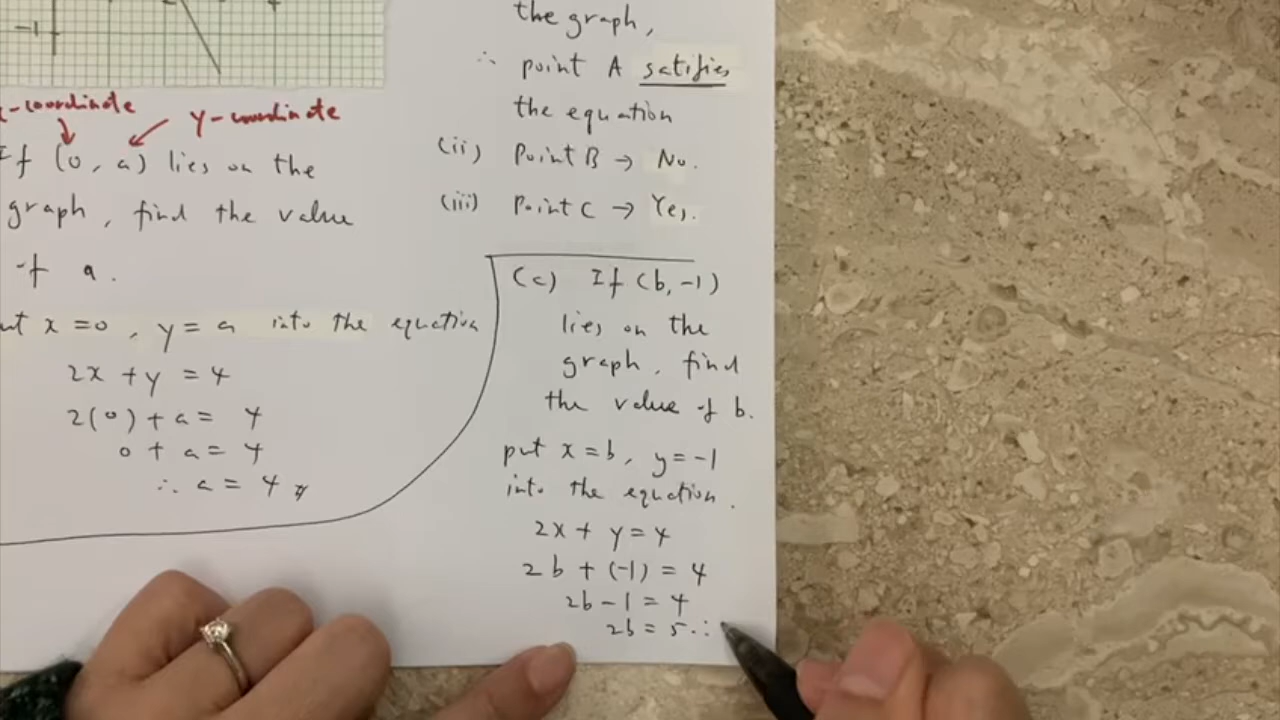 -1
x-coordinate
y-coordinate
If (0, a) lies on the
graph, find the value
of a.
put x = 0, y = a into the equation
2x + y = 4
2(0) + a = 4
0 + a = 4
∴ a = 4
the graph,
∴ point A satifies
the equation
(ii) Point B → No.
(iii) Point C → Yes.
(c) If (b, -1)
lies on the
graph, find
the value of b.
put x = b, y = -1
into the equation.
2x + y = 4
2b + (-1) = 4
2b - 1 = 4
2b = 5 ∴